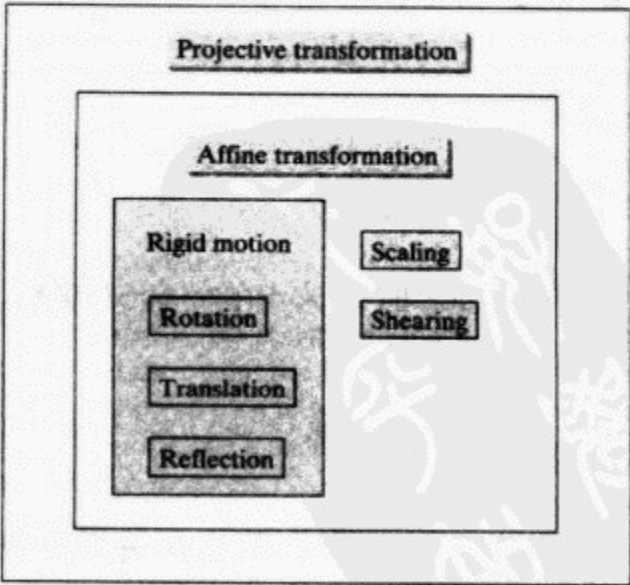 Projective transformation
Affine transformation
Rigid motion
Scaling
Rotation
Shearing
Translation
Reflection